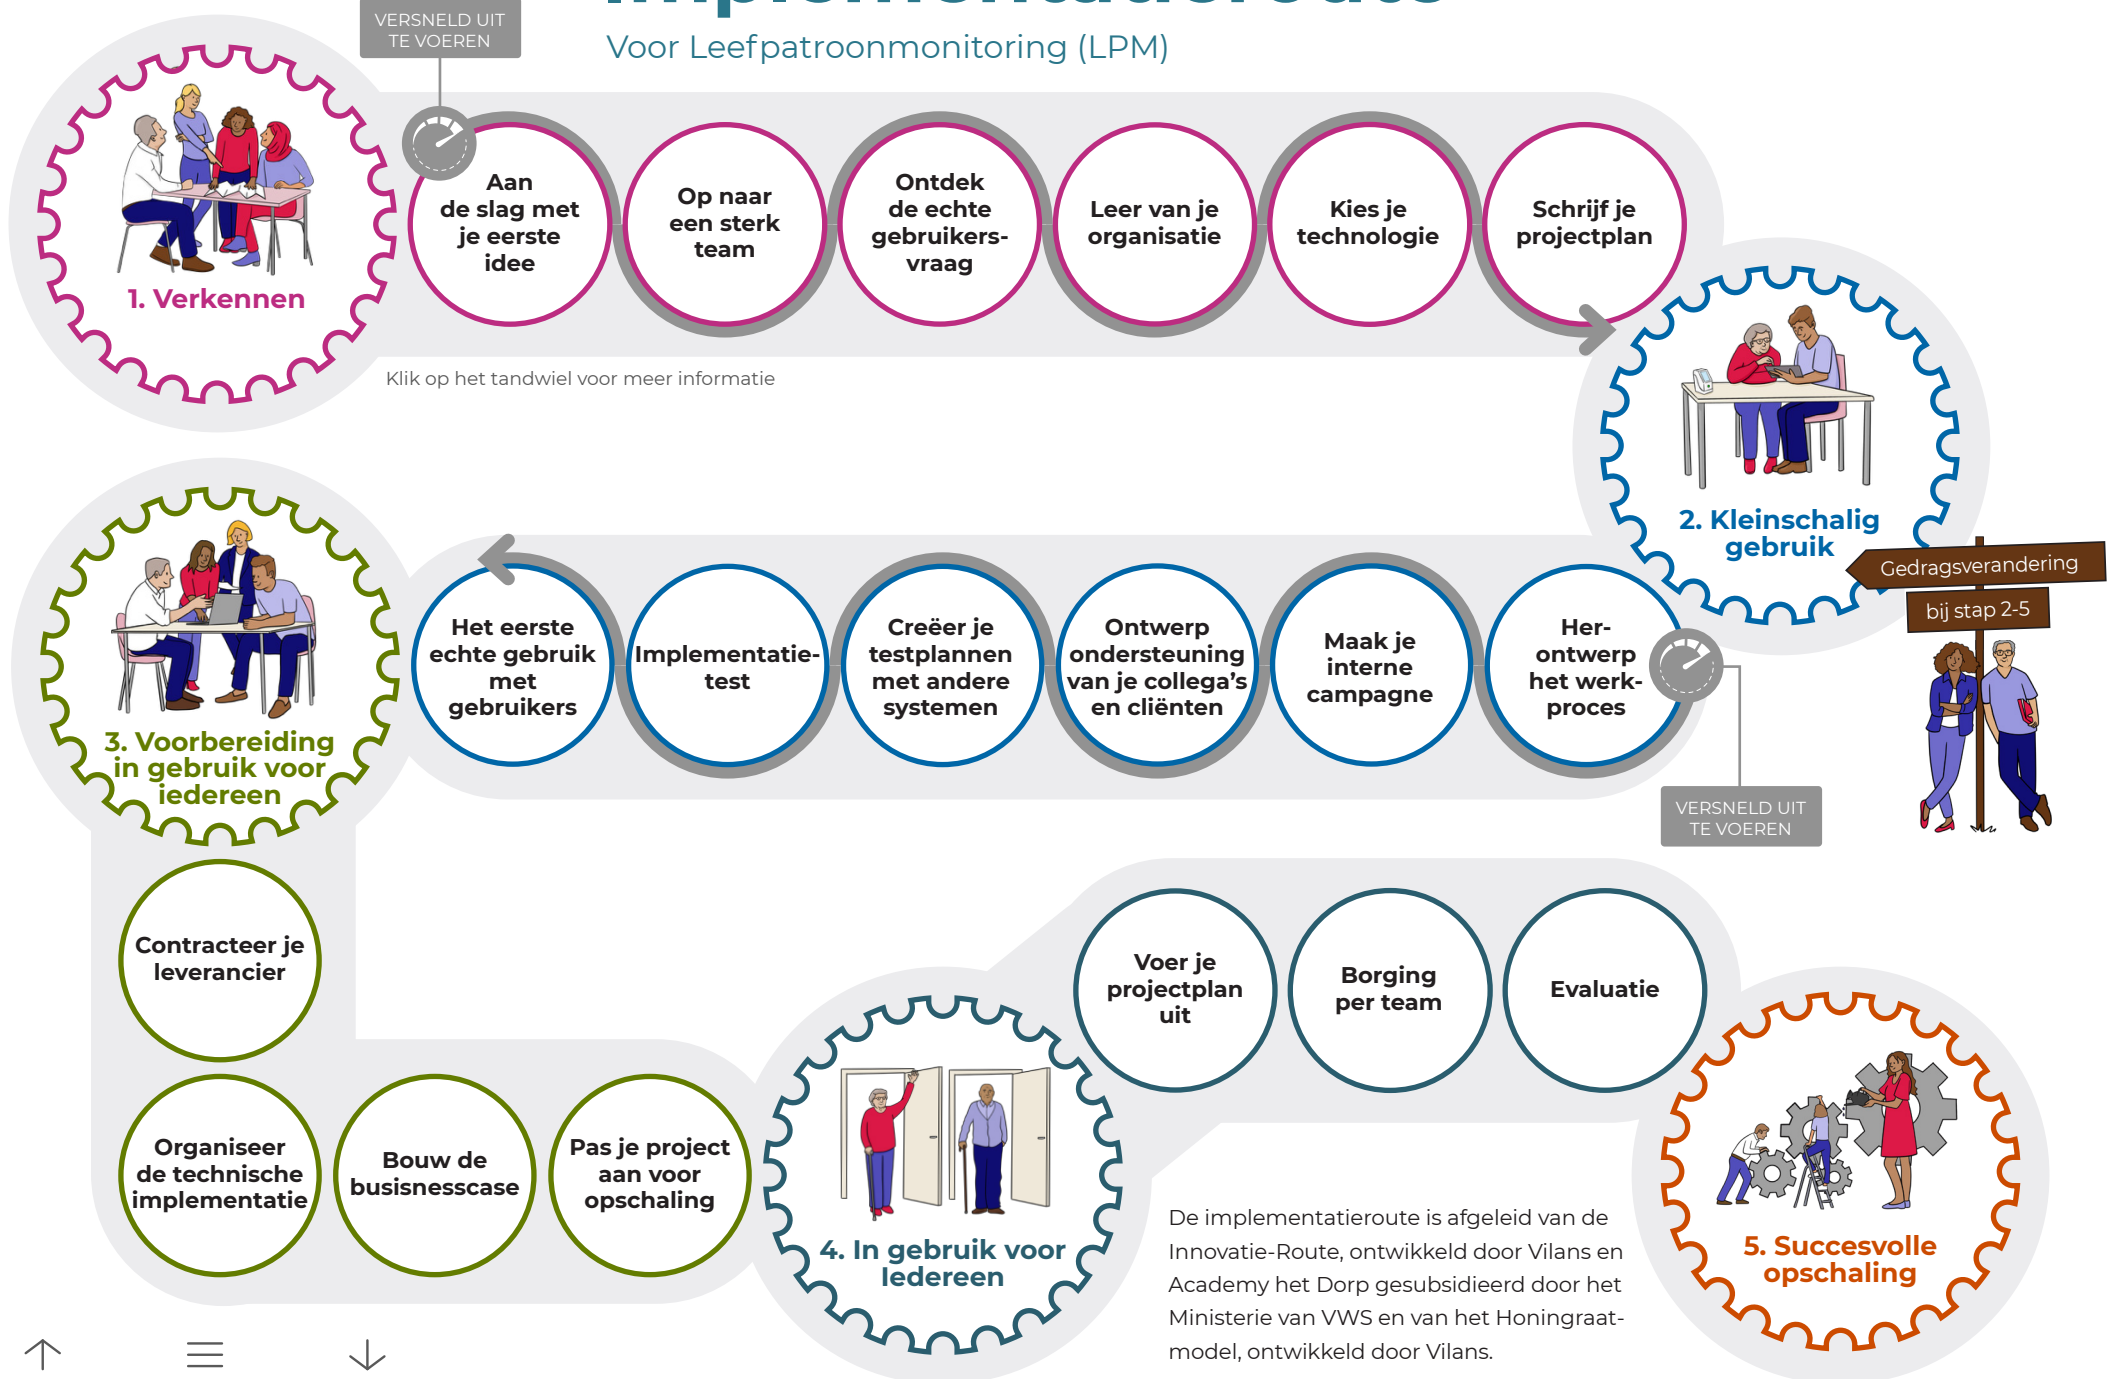 VERSNELD UIT
TE VOEREN
Implementatieroute
Voor Leefpatroonmonitoring (LPM)
1. Verkennen
Aan
de slag met
je eerste
idee
Op naar
een sterk
team
Ontdek
de echte
gebruikers-
vraag
Leer van je
organisatie
Kies je
technologie
Schrijf je
projectplan
Klik op het tandwiel voor meer informatie
2. Kleinschalig
gebruik
Gedragsverandering
bij stap 2-5
Her-
ontwerp
het werk-
proces
VERSNELD UIT
TE VOEREN
Maak je
interne
campagne
Ontwerp
ondersteuning
van je collega's
en cliënten
Creëer je
testplannen
met andere
systemen
Implementatie-
test
Het eerste
echte gebruik
met
gebruikers
3. Voorbereiding
in gebruik voor
iedereen
Contracteer je
leverancier
Organiseer
de technische
implementatie
Bouw de
busisnesscase
Pas je project
aan voor
opschaling
4. In gebruik voor
Iedereen
Voer je
projectplan
uit
Borging
per team
Evaluatie
5. Succesvolle
opschaling
De implementatieroute is afgeleid van de
Innovatie-Route, ontwikkeld door Vilans en
Academy het Dorp gesubsidieerd door het
Ministerie van VWS en van het Honingraat-
model, ontwikkeld door Vilans.